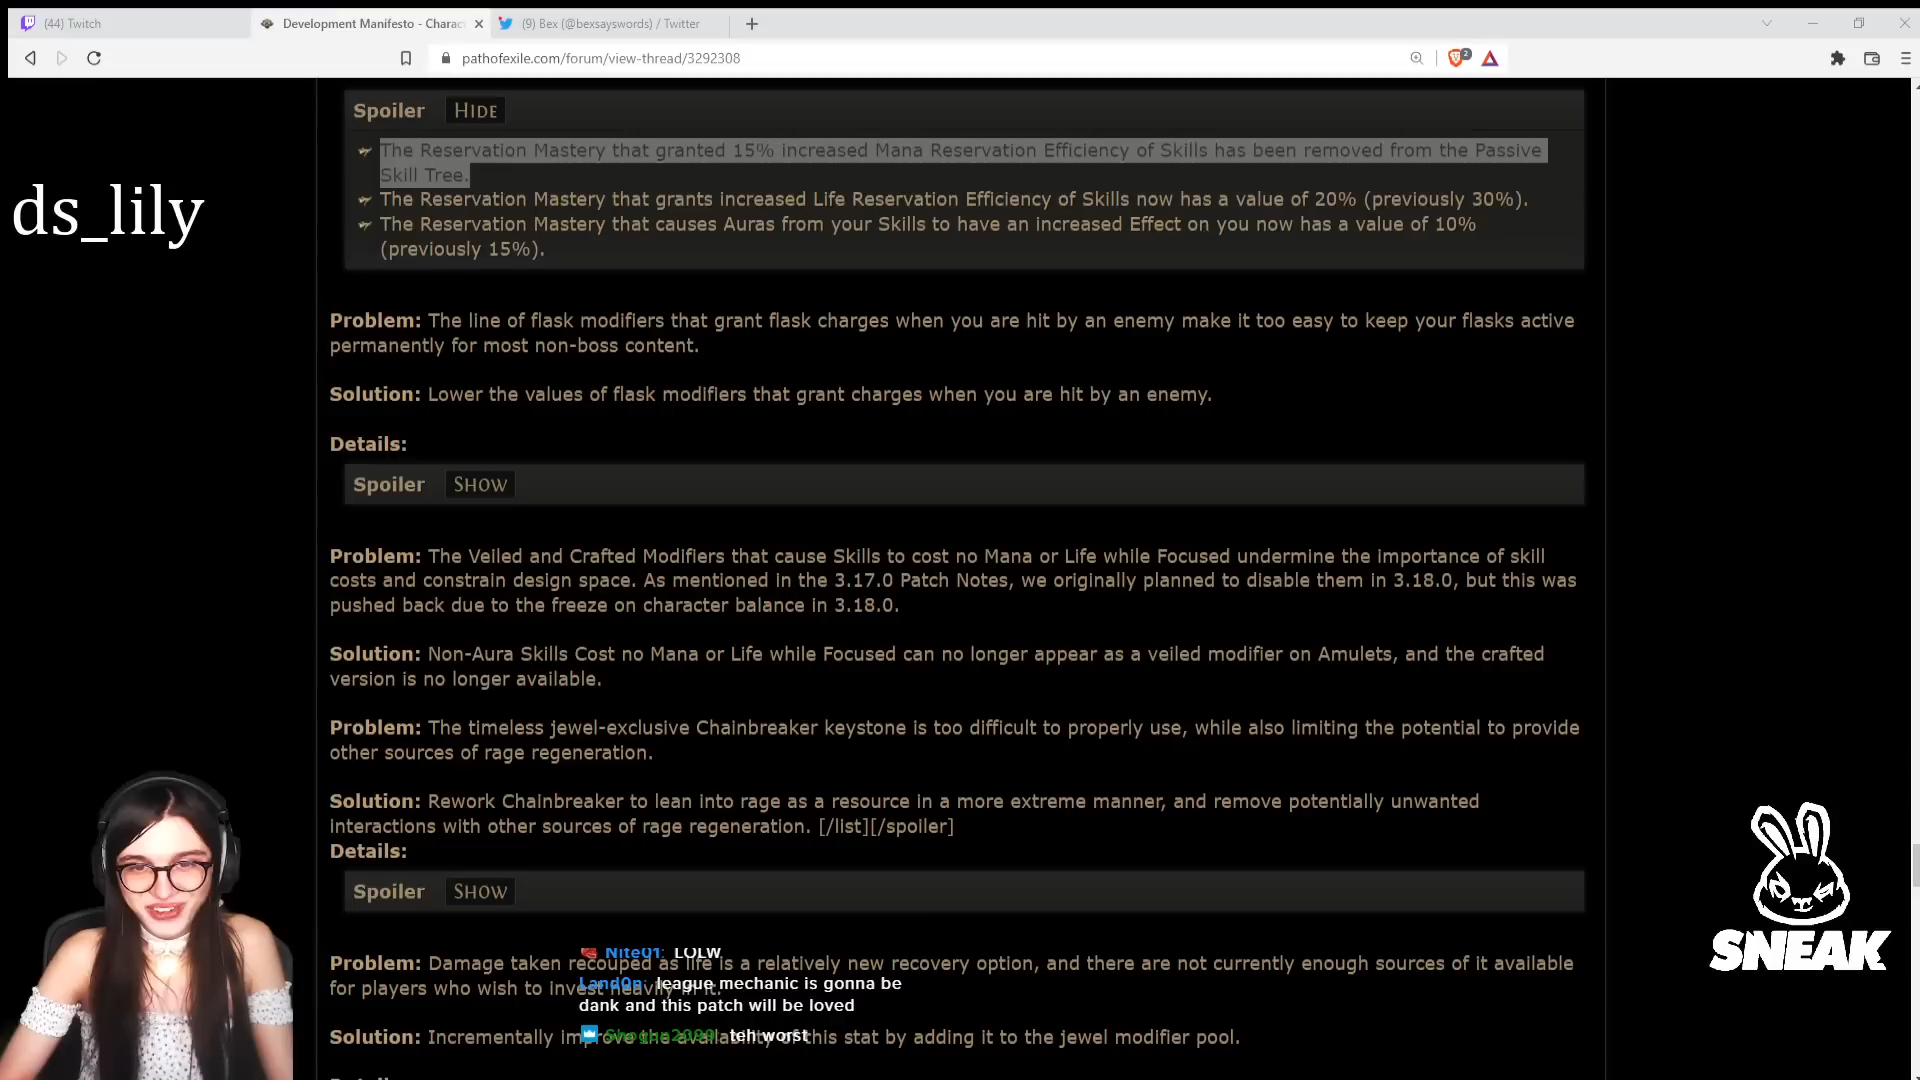 (44) Twitch
Development Manifesto - Charac
(9) Bex (@bexsayswords) / Twitter
pathofexile.com/forum/view-thread/3292308
2
Spoiler HIDE
The Reservation Mastery that granted 15% increased Mana Reservation Efficiency of Skills has been removed from the Passive
Skill Tree.
The Reservation Mastery that grants increased Life Reservation Efficiency of Skills now has a value of 20% (previously 30%).
The Reservation Mastery that causes Auras from your Skills to have an increased Effect on you now has a value of 10%
(previously 15%).
ds_lily
Problem: The line of flask modifiers that grant flask charges when you are hit by an enemy make it too easy to keep your flasks active
permanently for most non-boss content.
Solution: Lower the values of flask modifiers that grant charges when you are hit by an enemy.
Details:
Spoiler SHOW
Problem: The Veiled and Crafted Modifiers that cause Skills to cost no Mana or Life while Focused undermine the importance of skill
costs and constrain design space. As mentioned in the 3.17.0 Patch Notes, we originally planned to disable them in 3.18.0, but this was
pushed back due to the freeze on character balance in 3.18.0.
Solution: Non-Aura Skills Cost no Mana or Life while Focused can no longer appear as a veiled modifier on Amulets, and the crafted
version is no longer available.
Problem: The timeless jewel-exclusive Chainbreaker keystone is too difficult to properly use, while also limiting the potential to provide
other sources of rage regeneration.
Solution: Rework Chainbreaker to lean into rage as a resource in a more extreme manner, and remove potentially unwanted
interactions with other sources of rage regeneration. [/list][/spoiler]
Details:
Spoiler SHOW
Nite01: LOLW
Problem: Damage taken recouped as life is a relatively new recovery option, and there are not currently enough sources of it available
for players who wish to invest heavily in it.
league mechanic is gonna be
dank and this patch will be loved
Shogun2099: teh worst
Solution: Incrementally improve the availability of this stat by adding it to the jewel modifier pool.
SNEAK